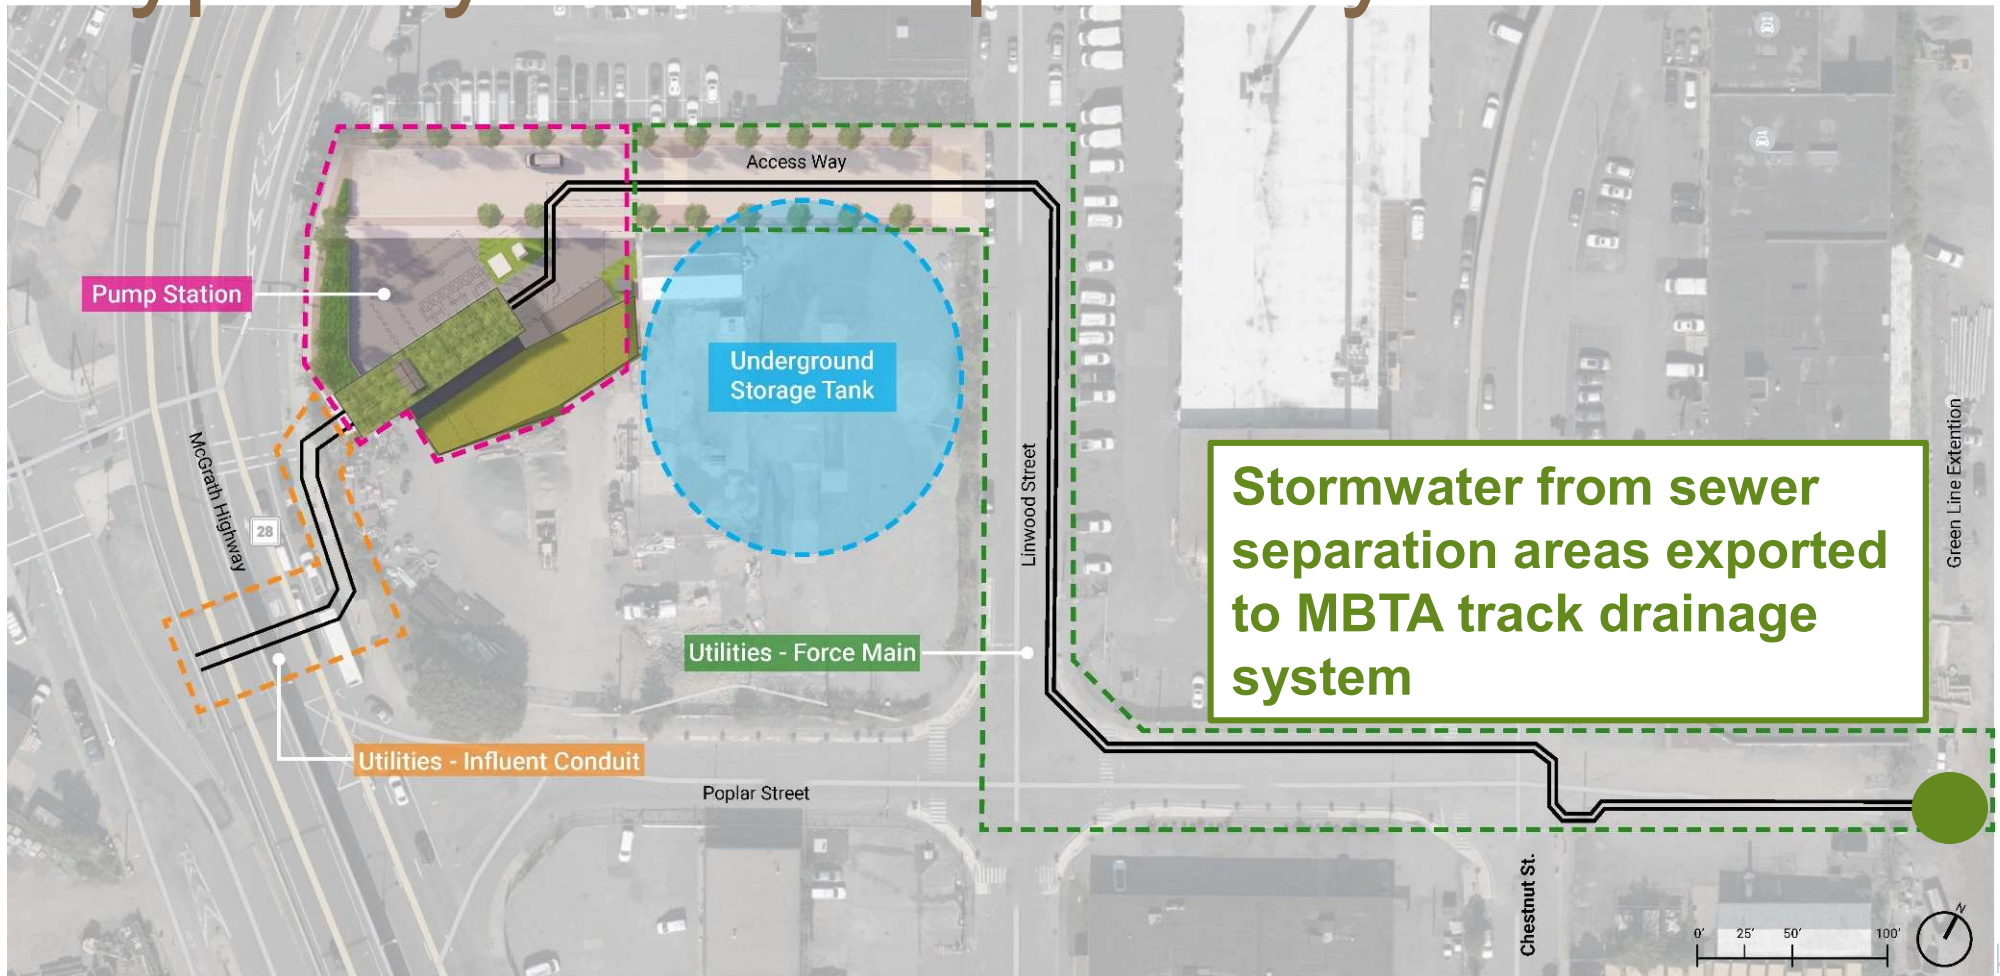 Access Way
Pump Station
Underground
Storage Tank
McGrath Highway
28
Linwood Street
Green Line Extention
Stormwater from sewer
separation areas exported
to MBTA track drainage
system
Utilities - Force Main
Utilities - Influent Conduit
Poplar Street
Chestnut St.
0' 25' 50' 100'
N